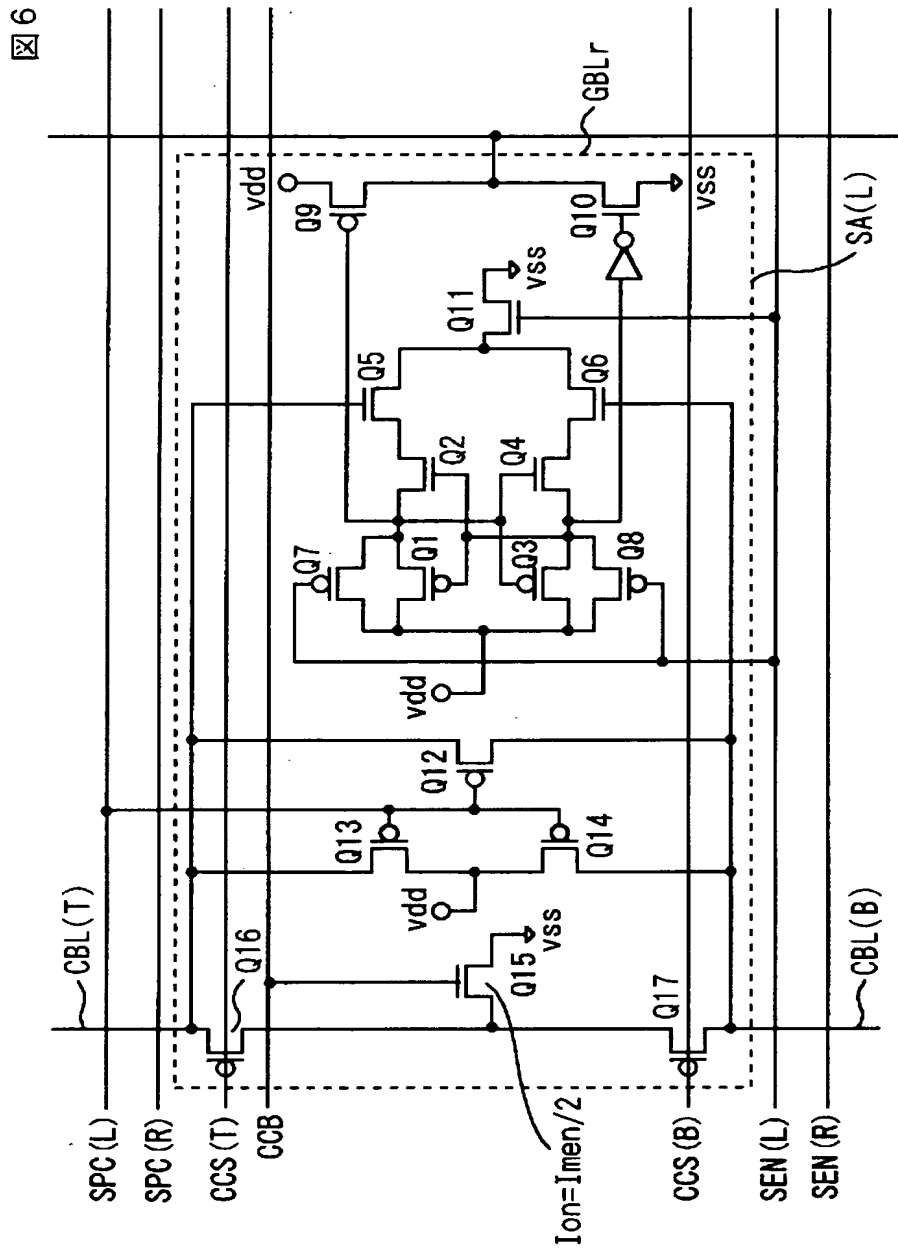 図 6
CBL(T)
SPC(L)
SPC(R)
CCS(T)
CCB
Q16
GBLr
vdd
Q9
Q5
Q11
vss
Q7
Q2
Q1
vdd
Q12
Q13
vdd
Q15
vss
Q4
Q3
Q8
Q6
Q10
vss
Q14
Q17
Ion=Imen/2
SA(L)
CCS(B)
SEN(L)
SEN(R)
CBL(B)